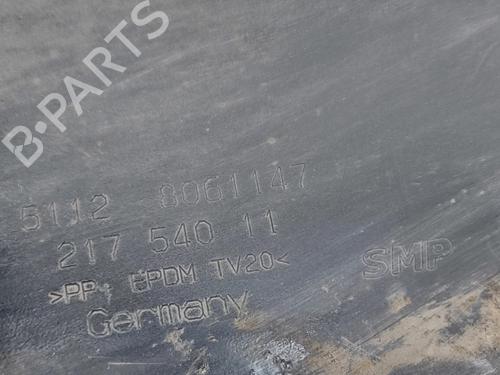 B-PARTS
5112 8061147
217 540 11
>PP+EPDM TV20<
SMP
Germany